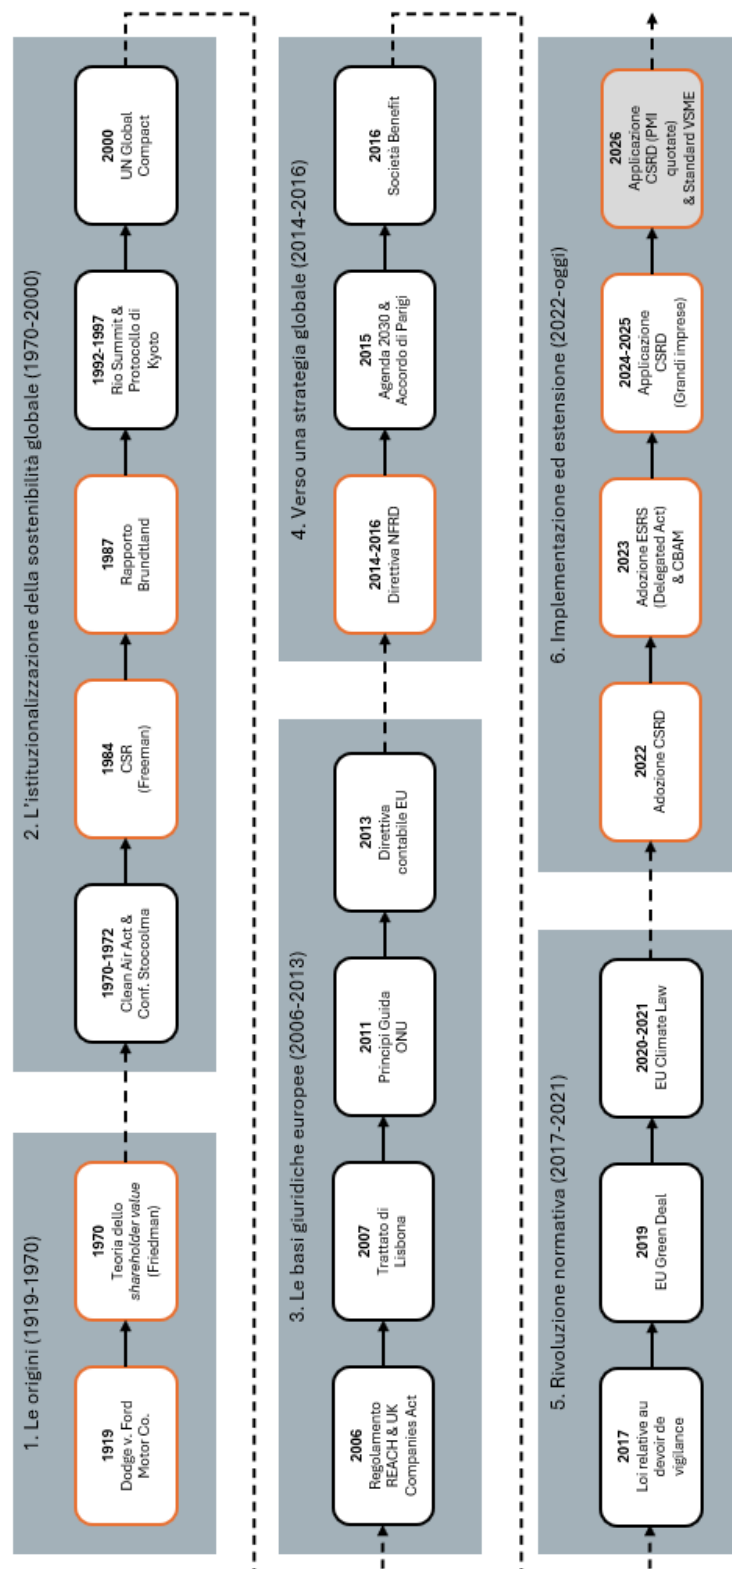 1. Le origini (1919-1970)
1919
Dodge v. Ford
Motor Co.
1970
Teoria dello
shareholder value
(Friedman)
2. L'istituzionalizzazione della sostenibilità globale (1970-2000)
1970-1972
Clean Air Act &
Conf. Stoccolma
1984
CSR
(Freeman)
1987
Rapporto
Brundtland
1992-1997
Rio Summit &
Protocollo di
Kyoto
2000
UN Global
Compact
3. Le basi giuridiche europee (2006-2013)
2006
Regolamento
REACH & UK
Companies Act
2007
Trattato di
Lisbona
2011
Principi Guida
ONU
2013
Direttiva
contabile EU
4. Verso una strategia globale (2014-2016)
2014-2016
Direttiva NFRD
2015
Agenda 2030 &
Accordo di Parigi
2016
Società Benefit
5. Rivoluzione normativa (2017-2021)
2017
Loi relative au
devoir de
vigilance
2019
EU Green Deal
2020-2021
EU Climate Law
6. Implementazione ed estensione (2022-oggi)
2022
Adozione CSRD
2023
Adozione ESRS
(Delegated Act)
& CBAM
2024-2025
Applicazione
CSRD
(Grandi imprese)
2026
Applicazione
CSRD (PMI
quotate)
& Standard VSME